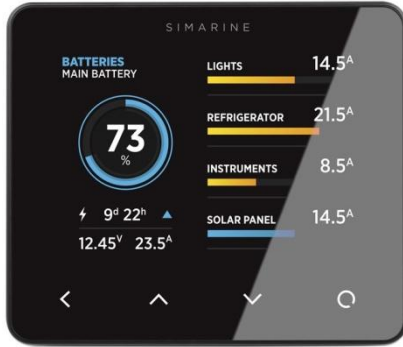 SIMARINE
BATTERIES
MAIN BATTERY
73
%
9d 22h
12.45V 23.5A
LIGHTS 14.5A
REFRIGERATOR 21.5A
INSTRUMENTS 8.5A
SOLAR PANEL 14.5A